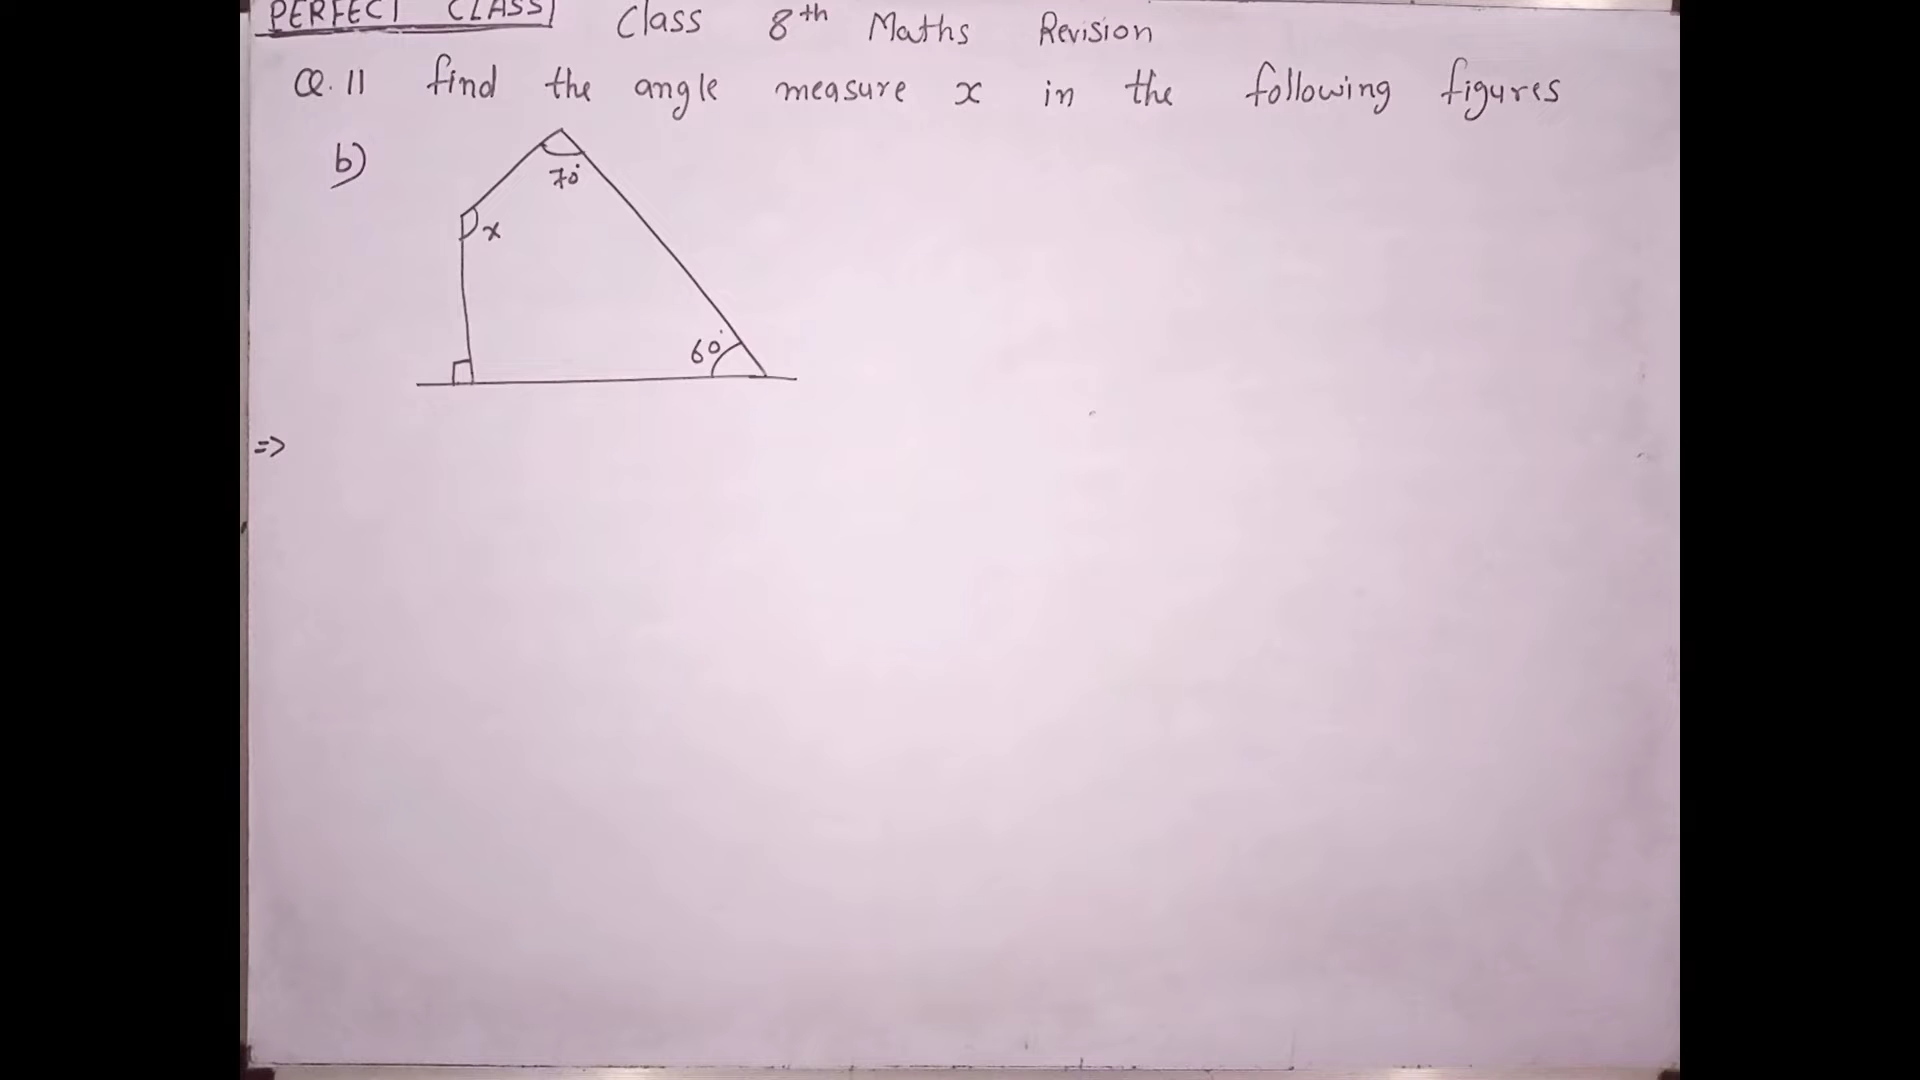 PERFECT CLASS Class 8th Maths Revision
Q.11 find the angle measure x in the following figures
b)
70°
x
60°
=>